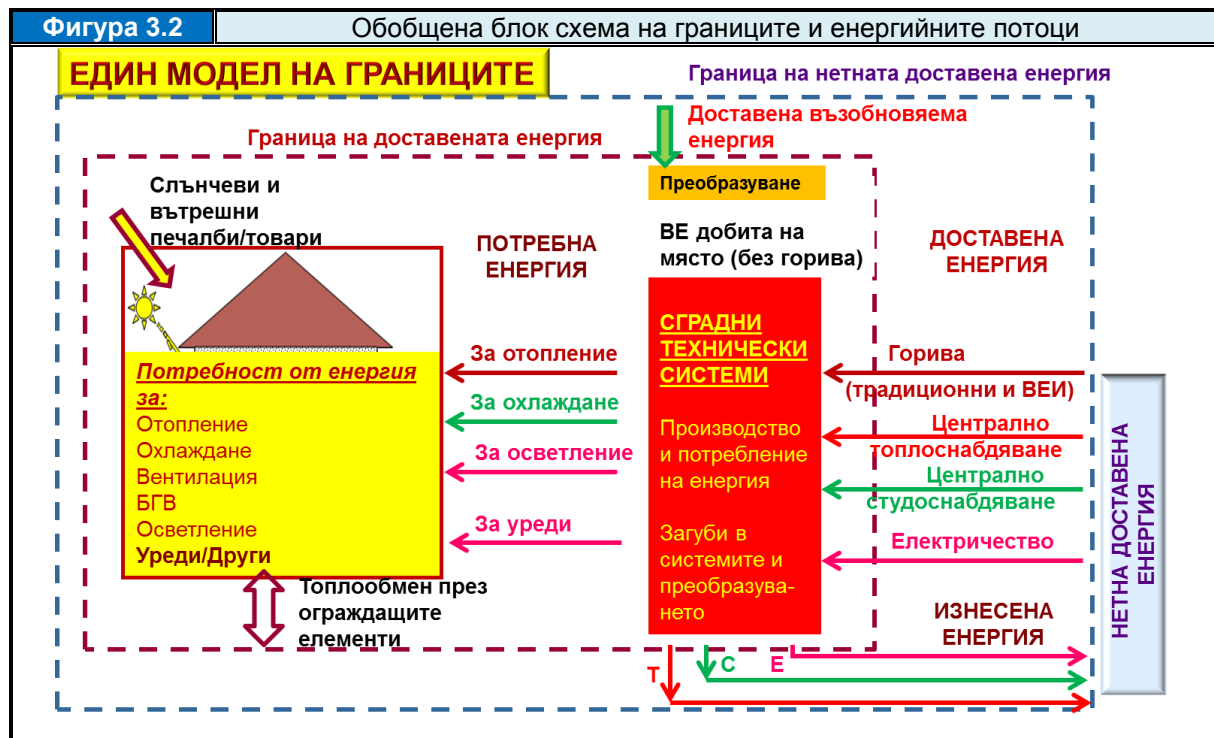 Фигура 3.2
Обобщена блок схема на границите и енергийните потоци
ЕДИН МОДЕЛ НА ГРАНИЦИТЕ
Граница на нетната доставена енергия
Доставена възобновяема
енергия
Граница на доставената енергия
Преобразуване
Слънчеви и
вътрешни
печалби/товари
ВЕ добита на
място (без горива)
ПОТРЕБНА
ЕНЕРГИЯ
ДОСТАВЕНА
ЕНЕРГИЯ
Потребност от енергия
за:
Отопление
Охлаждане
Вентилация
БГВ
Осветление
Уреди/Други
За отопление
За охлаждане
За осветление
За уреди
СГРАДНИ
ТЕХНИЧЕСКИ
СИСТЕМИ
Производство
и потребление
на енергия
Загуби в
системите и
преобразува-
нето
Горива
(традиционни и ВЕИ)
Централно
топлоснабдяване
Централно
студоснабдяване
Електричество
НЕТНА ДОСТАВЕНА
ЕНЕРГИЯ
Топлообмен през
ограждащите
елементи
ИЗНЕСЕНА
ЕНЕРГИЯ
Т
С
Е